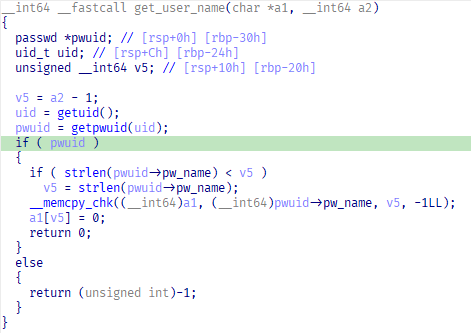 __int64 __fastcall get_user_name(char *a1, __int64 a2)
{
  passwd *pwuid; // [rsp+0h] [rbp-30h]
  uid_t uid; // [rsp+Ch] [rbp-24h]
  unsigned __int64 v5; // [rsp+10h] [rbp-20h]

  v5 = a2 - 1;
  uid = getuid();
  pwuid = getpwuid(uid);
  if ( pwuid )
  {
    if ( strlen(pwuid->pw_name) < v5 )
      v5 = strlen(pwuid->pw_name);
    __memcpy_chk((__int64)a1, (__int64)pwuid->pw_name, v5, -1LL);
    a1[v5] = 0;
    return 0;
  }
  else
  {
    return (unsigned int)-1;
  }
}